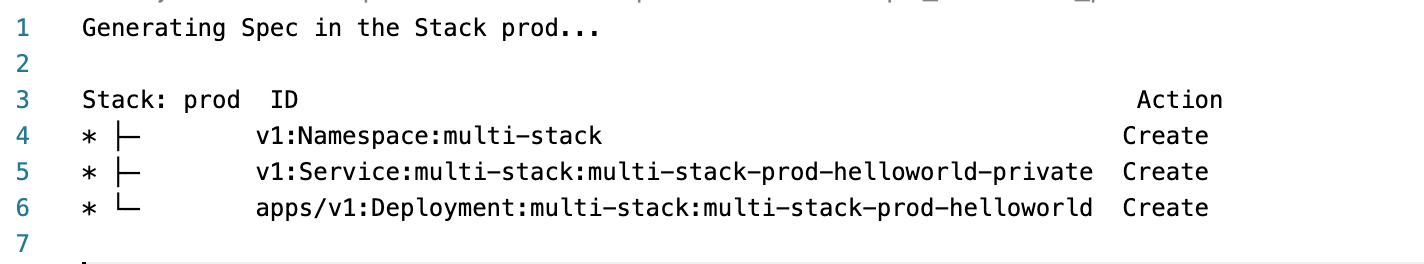 1 Generating Spec in the Stack prod...
2
3 Stack: prod  ID                                                         Action
4 * ├─        v1:Namespace:multi-stack                                    Create
5 * ├─        v1:Service:multi-stack:multi-stack-prod-helloworld-private  Create
6 * └─        apps/v1:Deployment:multi-stack:multi-stack-prod-helloworld  Create
7